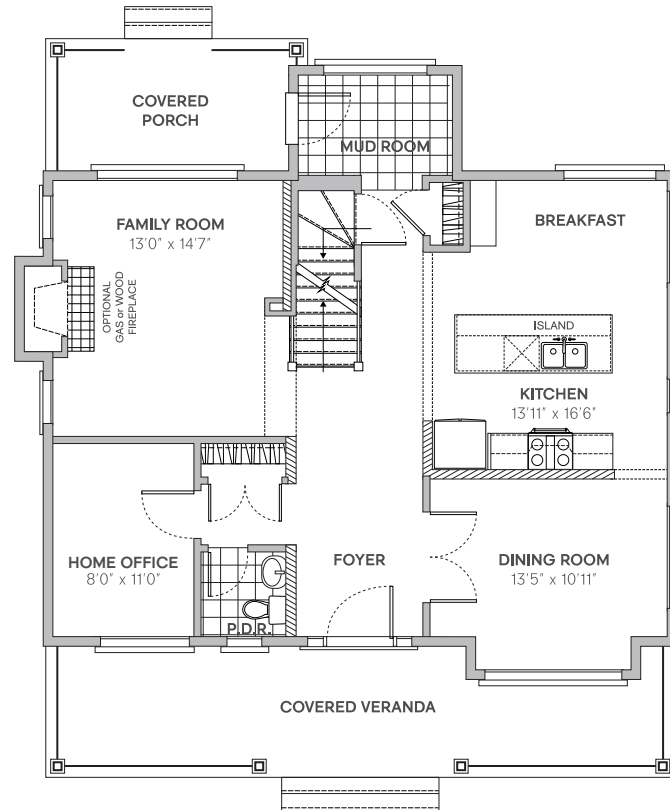 COVERED
PORCH
MUD ROOM
FAMILY ROOM
13'0" x 14'7"
BREAKFAST
OPTIONAL
GAS or WOOD
FIREPLACE
ISLAND
KITCHEN
13'11" x 16'6"
HOME OFFICE
8'0" x 11'0"
FOYER
DINING ROOM
13'5" x 10'11"
P.D.R.
COVERED VERANDA